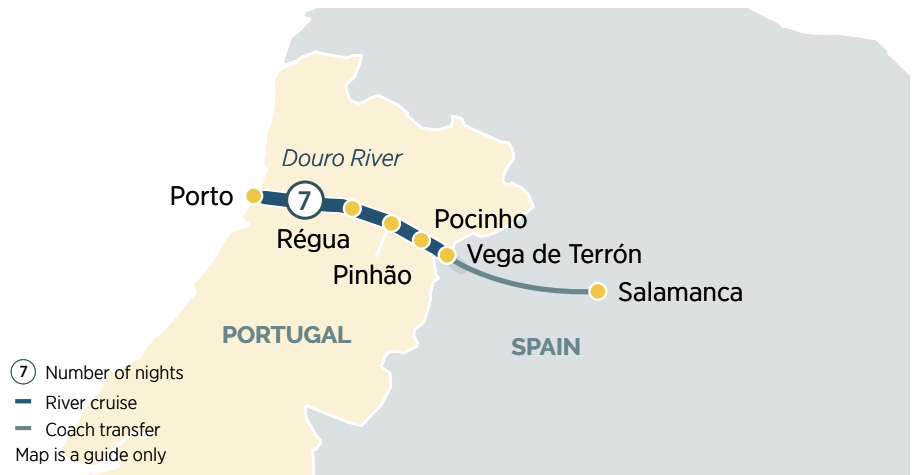 Douro River
Porto
7
Régua
Pocinho
Pinhão
Vega de Terrón
Salamanca
PORTUGAL
SPAIN
7 Number of nights
River cruise
Coach transfer
Map is a guide only